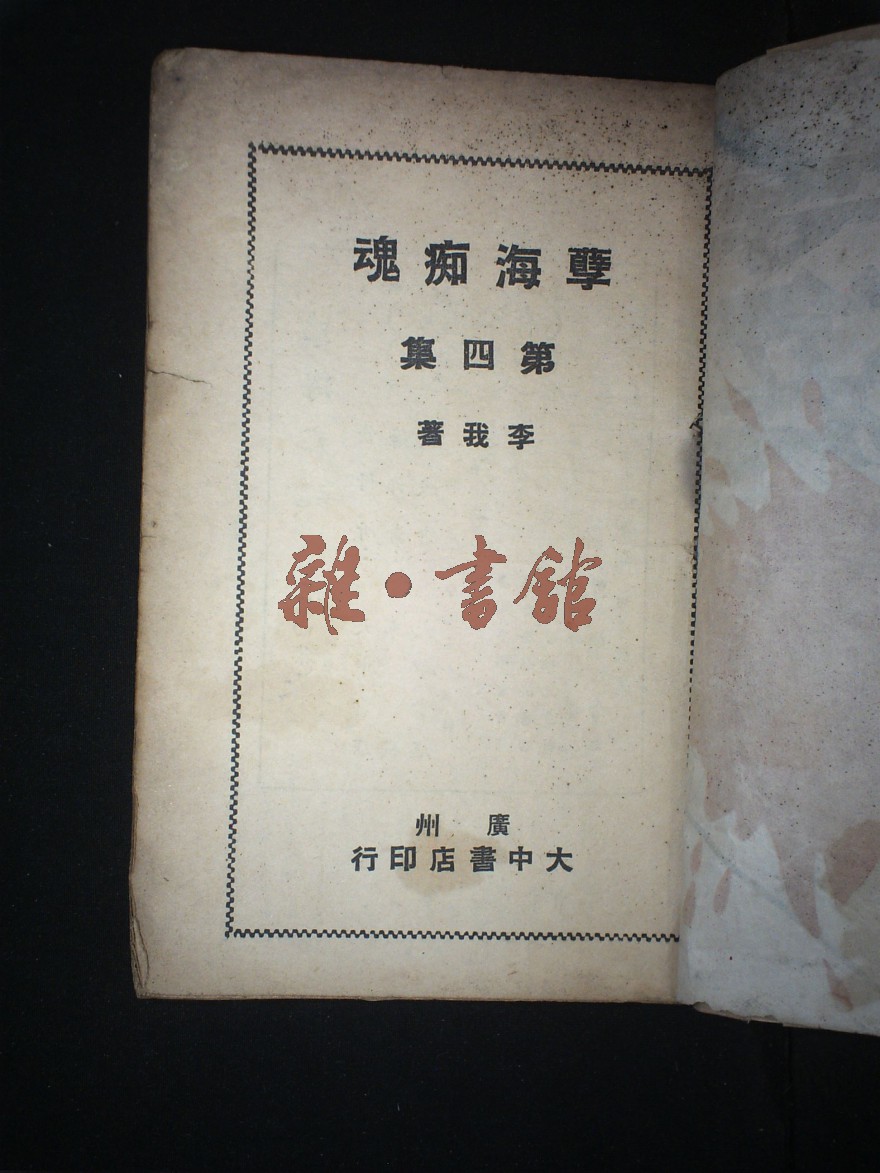 孽海痴魂
第四集
李我著
雜·書館
廣州
大中書店印行